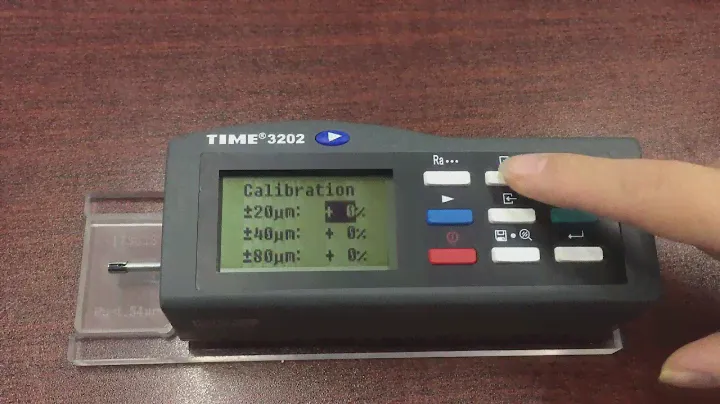 TIME®3202
Ra•••
Calibration
±20µm: + 0%
±40µm: + 0%
±80µm: + 0%